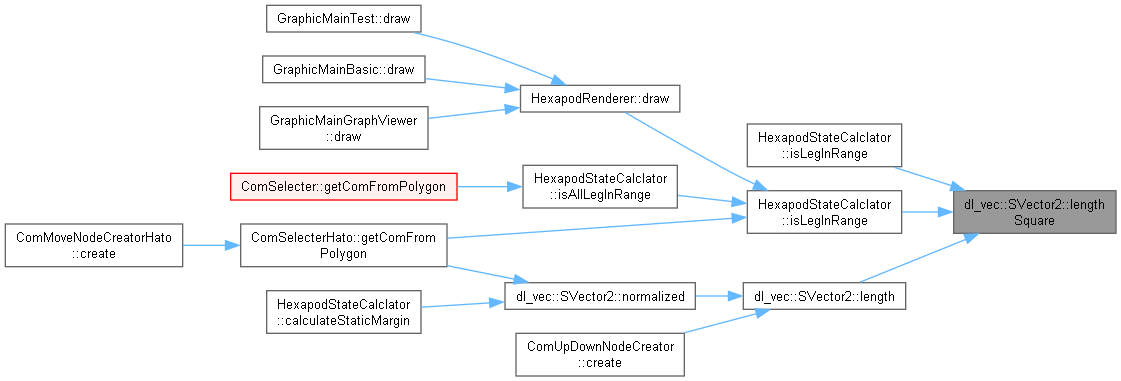 GraphicMainTest::draw
GraphicMainBasic::draw
GraphicMainGraphViewer
::draw
HexapodRenderer::draw
ComSelecter::getComFromPolygon
HexapodStateCalclator
::isAllLegInRange
HexapodStateCalclator
::isLegInRange
HexapodStateCalclator
::isLegInRange
dl_vec::SVector2::length
Square
ComMoveNodeCreatorHato
::create
ComSelecterHato::getComFrom
Polygon
HexapodStateCalclator
::calculateStaticMargin
dl_vec::SVector2::normalized
dl_vec::SVector2::length
ComUpDownNodeCreator
::create